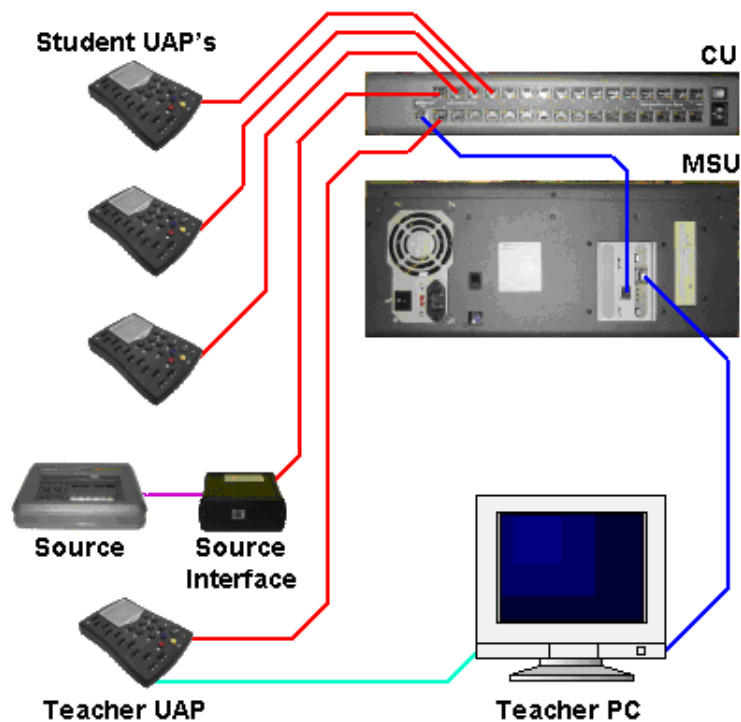 Student UAP's
CU
MSU
Source
Source
Interface
Teacher UAP
Teacher PC